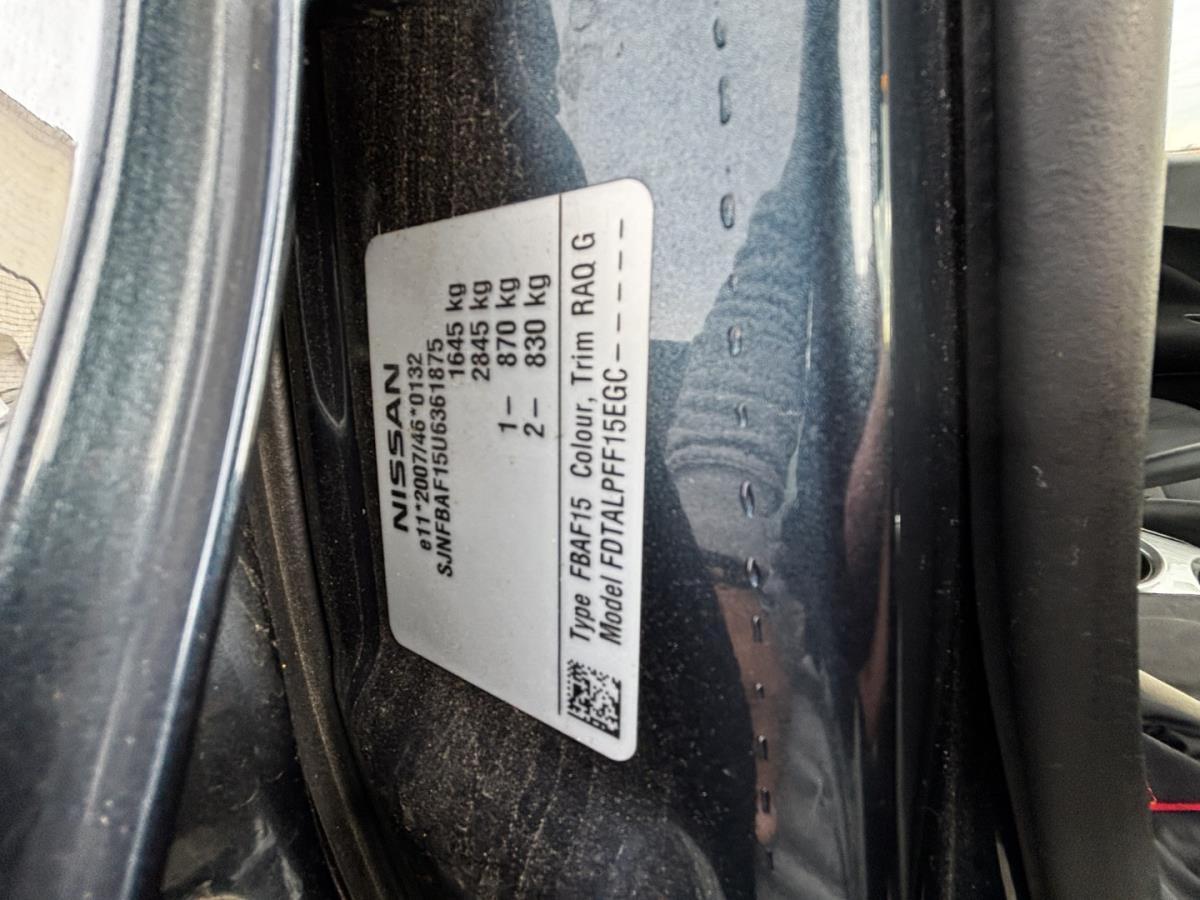 NISSAN
e11*2007/46*0132
SJNFBAF15U6361875
1645 kg
2845 kg
1– 870 kg
2– 830 kg
Type FBAF15 Colour, Trim RAQ G
Model FDTALPFF15EGC– – – – – –